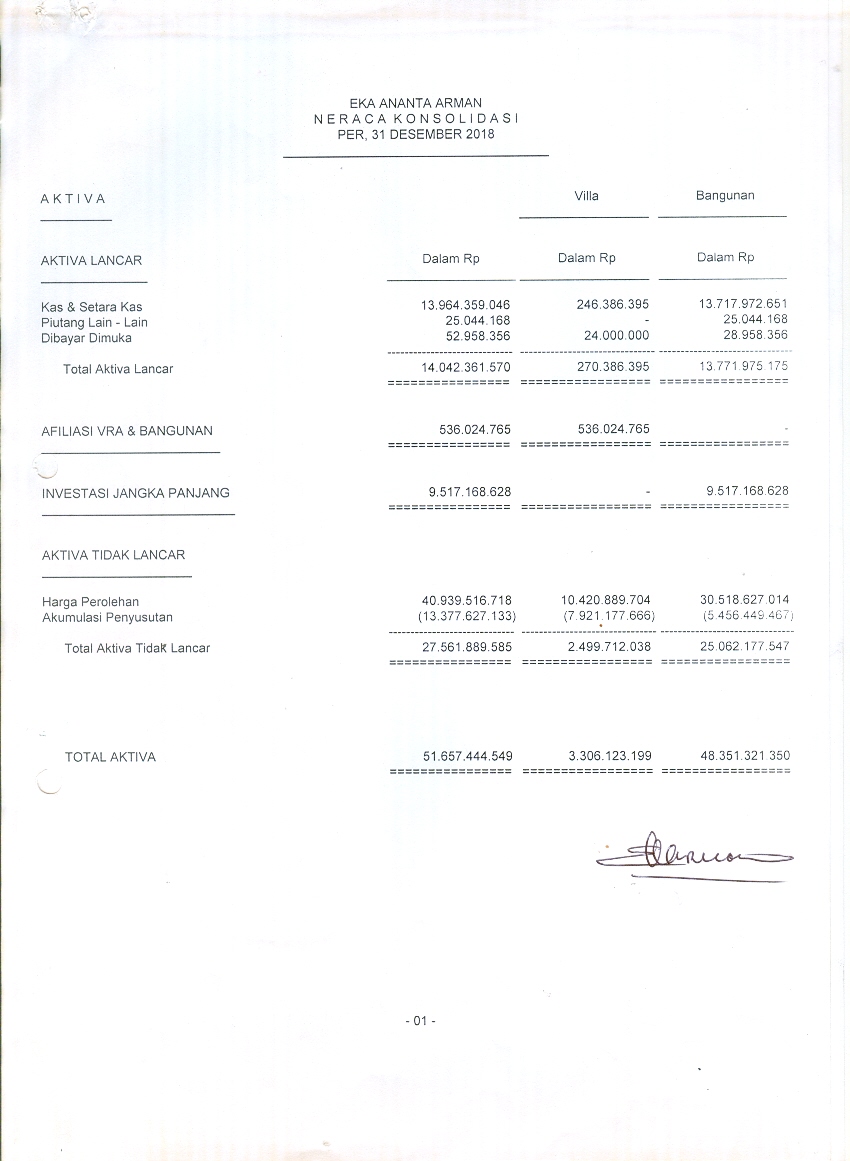 EKA ANANTA ARMAN
N E R A C A K O N S O L I D A S I
PER, 31 DESEMBER 2018
A K T I V A Villa Bangunan
AKTIVA LANCAR Dalam Rp Dalam Rp Dalam Rp
Kas & Setara Kas 13.964.359.046 246.386.395 13.717.972.651
Piutang Lain - Lain 25.044.168 - 25.044.168
Dibayar Dimuka 52.958.356 24.000.000 28.958.356
Total Aktiva Lancar 14.042.361.570 270.386.395 13.771.975.175
AFILIASI VRA & BANGUNAN 536.024.765 536.024.765 -
INVESTASI JANGKA PANJANG 9.517.168.628 - 9.517.168.628
AKTIVA TIDAK LANCAR
Harga Perolehan 40.939.516.718 10.420.889.704 30.518.627.014
Akumulasi Penyusutan (13.377.627.133) (7.921.177.666) (5.456.449.467)
Total Aktiva Tidak Lancar 27.561.889.585 2.499.712.038 25.062.177.547
TOTAL AKTIVA 51.657.444.549 3.306.123.199 48.351.321.350
- 01 -